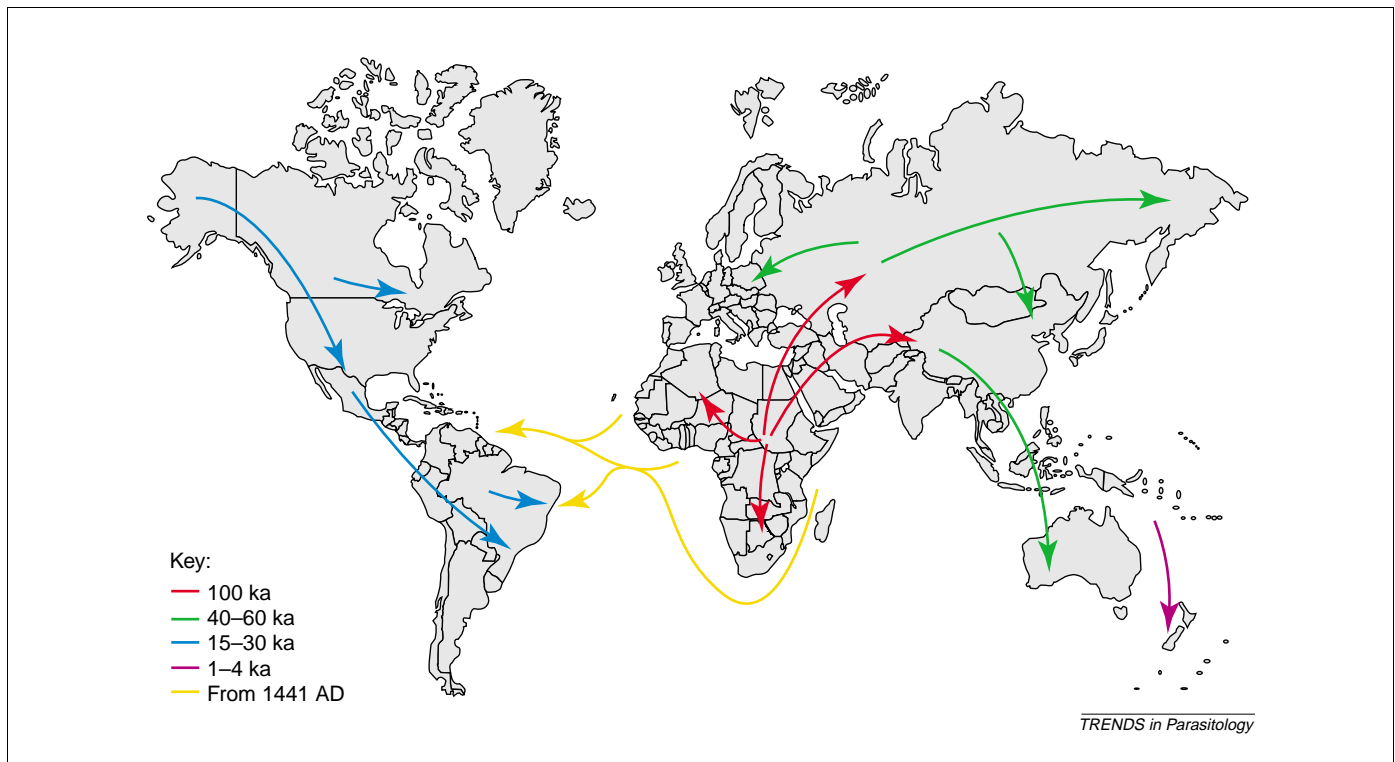 Key:
100 ka
40–60 ka
15–30 ka
1–4 ka
From 1441 AD
TRENDS in Parasitology